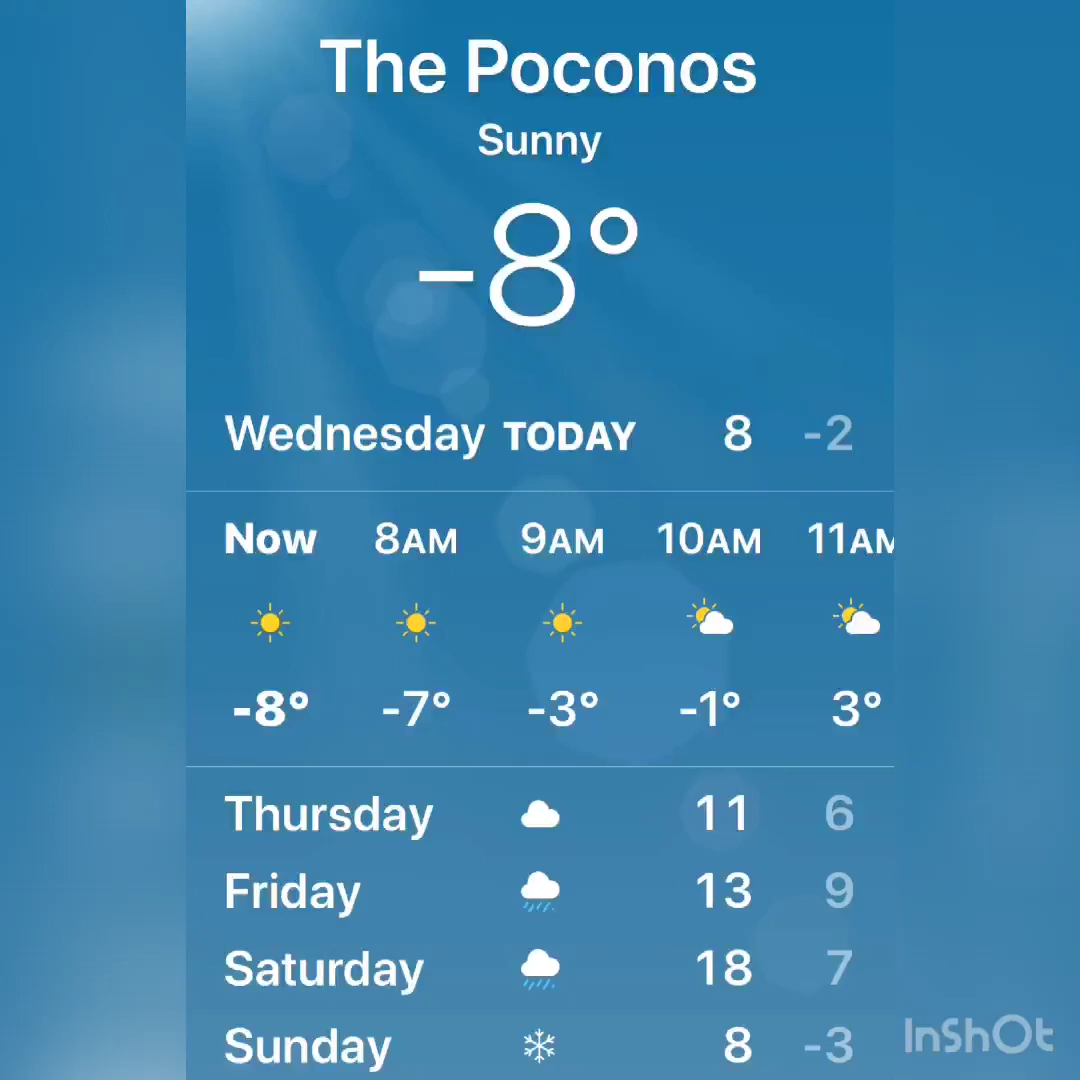 The Poconos
Sunny
-8°
Wednesday TODAY 8 -2
Now 8AM 9AM 10AM 11AM
-8° -7° -3° -1° 3°
Thursday 11 6
Friday 13 9
Saturday 18 7
Sunday 8 -3
InShOt